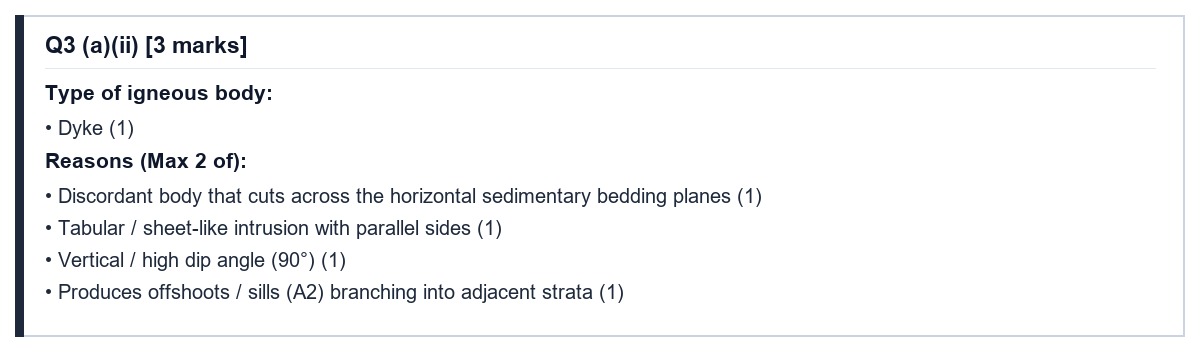 Q3 (a)(ii) [3 marks]
Type of igneous body:
• Dyke (1)
Reasons (Max 2 of):
• Discordant body that cuts across the horizontal sedimentary bedding planes (1)
• Tabular / sheet-like intrusion with parallel sides (1)
• Vertical / high dip angle (90°) (1)
• Produces offshoots / sills (A2) branching into adjacent strata (1)